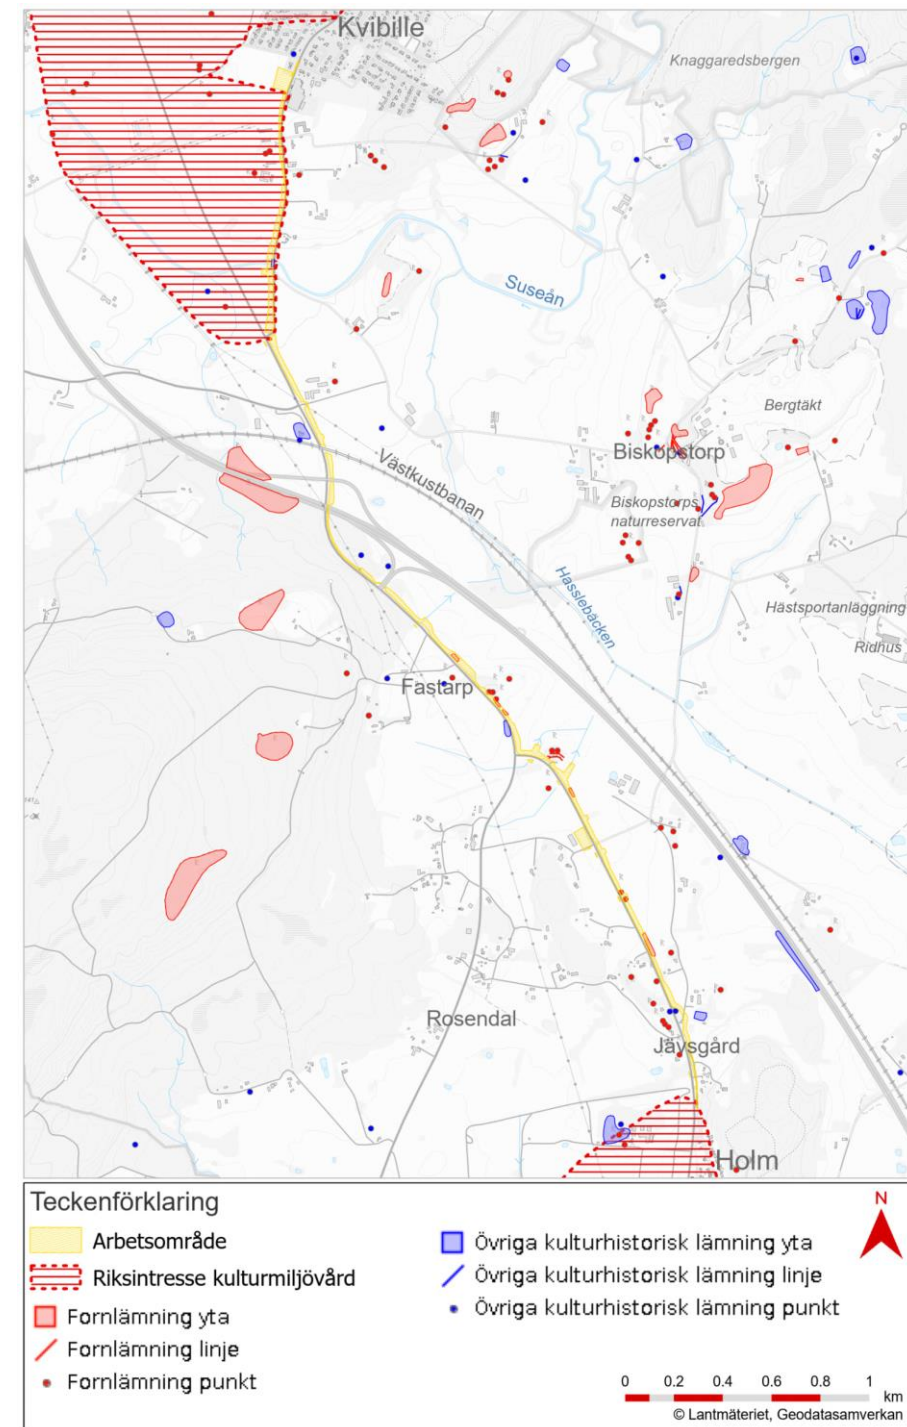 Kvibille
Knaggaredsbergen
Suseån
Bergtäkt
Biskopstorp
Västkustbanan
Biskopstorps
naturreservat
Hasslebäcken
Hästsportanläggning
Ridhus
Fastarp
Rosendal
Jävsgård
Holm
Teckenförklaring
Arbetsområde
Riksintresse kulturmiljövård
Fornlämning yta
Fornlämning linje
Fornlämning punkt
Övriga kulturhistorisk lämning yta
Övriga kulturhistorisk lämning linje
Övriga kulturhistorisk lämning punkt
N
0 0.2 0.4 0.6 0.8 1
km
© Lantmäteriet, Geodatasamverkan